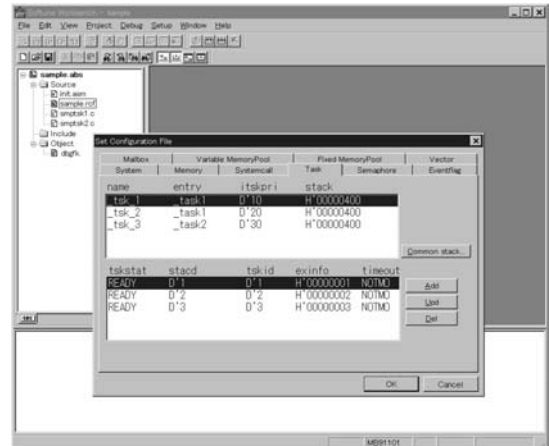 Softune Workbench - sample
File Edit View Project Debug Setup Window Help
sample.abs
Source
init.asm
sample.rcf
smptsk1.c
smptsk2.c
Include
Object
dbgfk
Set Configuration File
Mailbox Variable MemoryPool Fixed MemoryPool Vector
System Memory Systemcall Task Semaphore Eventflag
name entry itskpri stack
_tsk_1 _task1 D'10 H'00000400
_tsk_2 _task1 D'20 H'00000400
_tsk_3 _task2 D'30 H'00000400
Common stack...
tskstat stacd tskid exinfo timeout
READY D'1 D'1 H'00000001 NOTMO
READY D'2 D'2 H'00000002 NOTMO
READY D'3 D'3 H'00000003 NOTMO
Add
Upd
Del
OK Cancel
MB91101